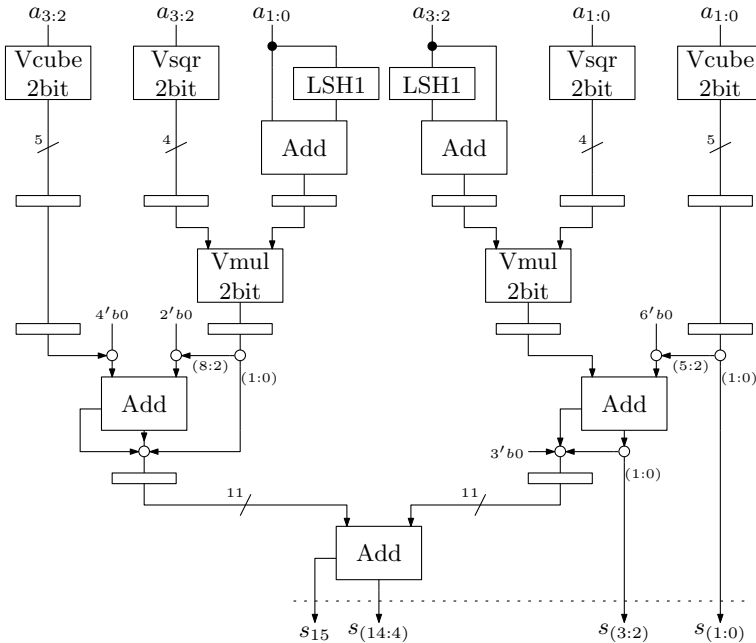 a3:2 a3:2 a1:0 a3:2 a1:0 a1:0
Vcube Vsqr Vsqr Vcube
2bit 2bit LSH1 LSH1 2bit 2bit
5 4 Add Add 4 5
Vmul Vmul
2bit 2bit
4′b0 2′b0 6′b0
(8:2) (1:0) (5:2) (1:0)
Add Add
3′b0 (1:0)
11 11
Add
s15 s(14:4) s(3:2) s(1:0)